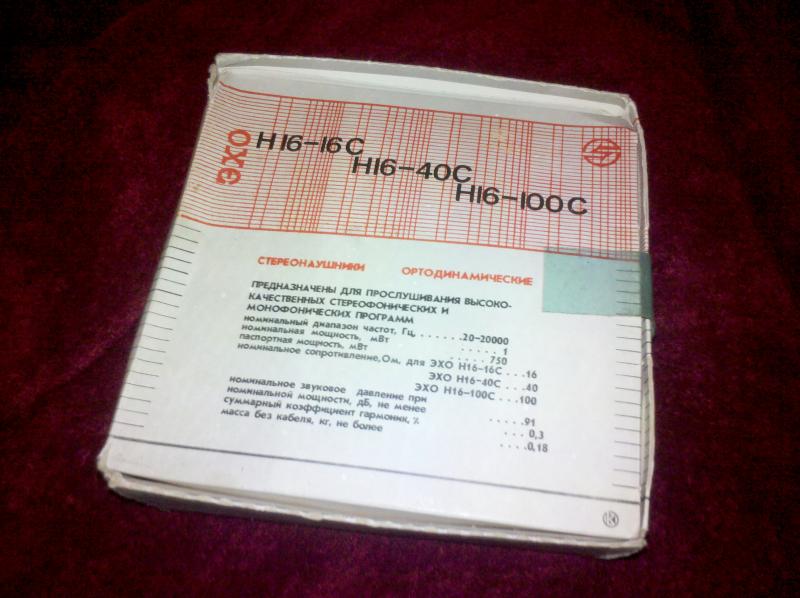 ЭХО
Н16-16С
Н16-40С
Н16-100С
СТЕРЕОНАУШНИКИ ОРТОДИНАМИЧЕСКИЕ
ПРЕДНАЗНАЧЕНЫ ДЛЯ ПРОСЛУШИВАНИЯ ВЫСОКО-
КАЧЕСТВЕННЫХ СТЕРЕОФОНИЧЕСКИХ И
МОНОФОНИЧЕСКИХ ПРОГРАММ
номинальный диапазон частот, Гц, . . . . . . .20-20000
номинальная мощность, мВт . . . . . 1
паспортная мощность, мВт . . . . . 750
номинальное сопротивление, Ом, для ЭХО Н16-16С . . .16
ЭХО Н16-40С . . .40
ЭХО Н16-100С . . .100
номинальное звуковое давление при
номинальной мощности, дБ, не менее . . . . .91
суммарный коэффициент гармоник, % . . . 0,3
масса без кабеля, кг, не более . . . .0,18